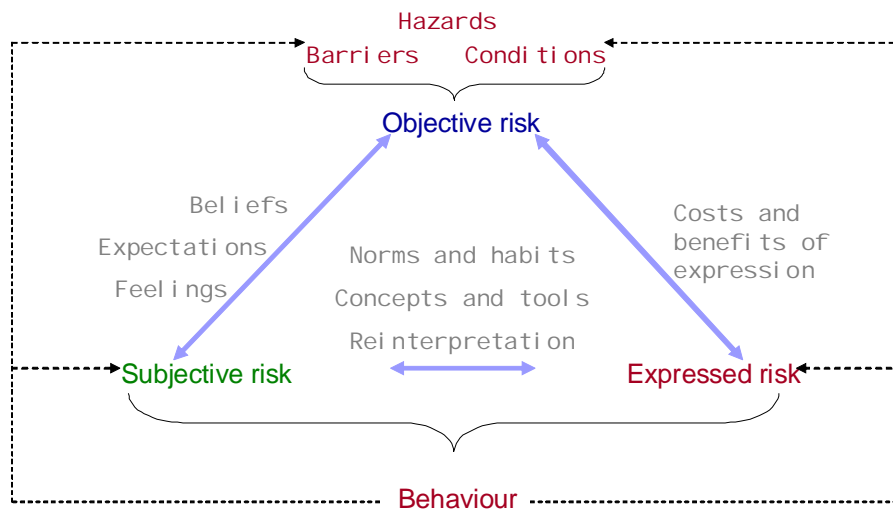 Hazards
Barriers Conditions
Objective risk
Beliefs
Expectations
Feelings
Norms and habits
Concepts and tools
Reinterpretation
Costs and
benefits of
expression
Subjective risk
Expressed risk
Behaviour